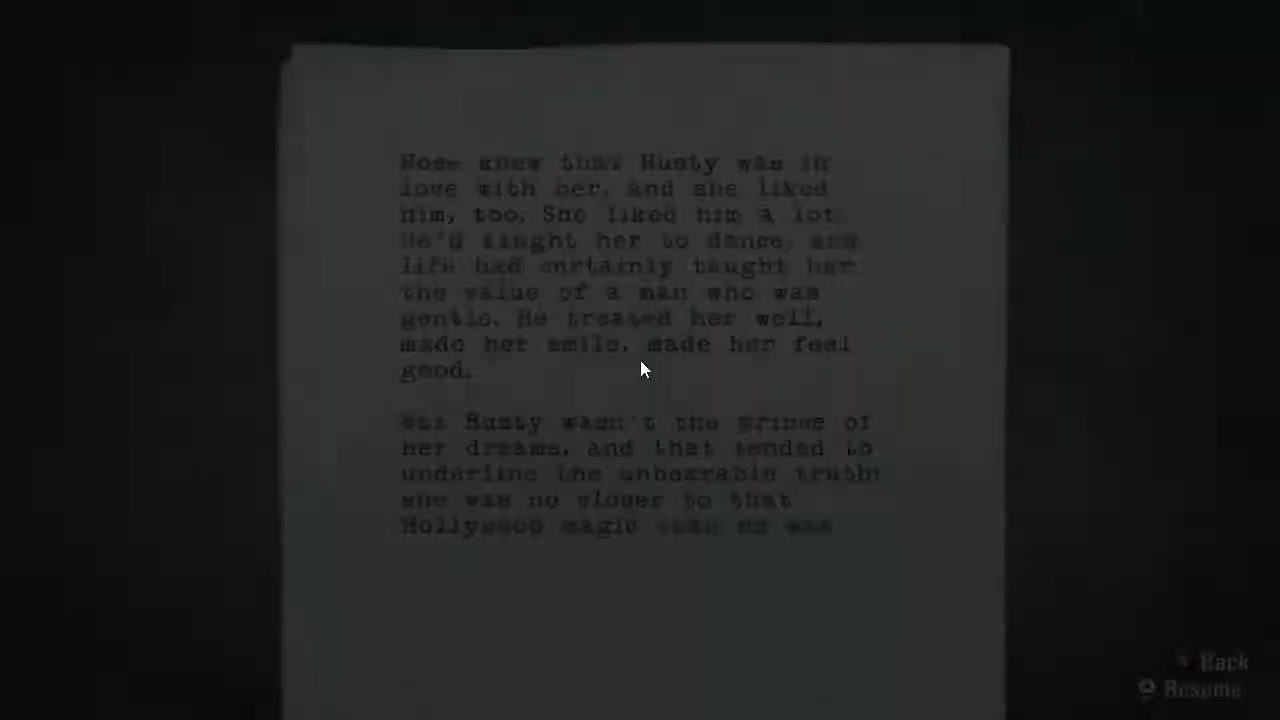 Rose knew that Rusty was in
love with her. And she liked
him, too. She liked him a lot.
He'd taught her to dance, and
life had certainly taught her
the value of a man who was
gentle. He treated her well,
made her smile, made her feel
good.
But Rusty wasn't the prince of
her dreams. And that tended to
underline the unbearable truth:
she was no closer to that
Hollywood magic than he was
Back
Resume